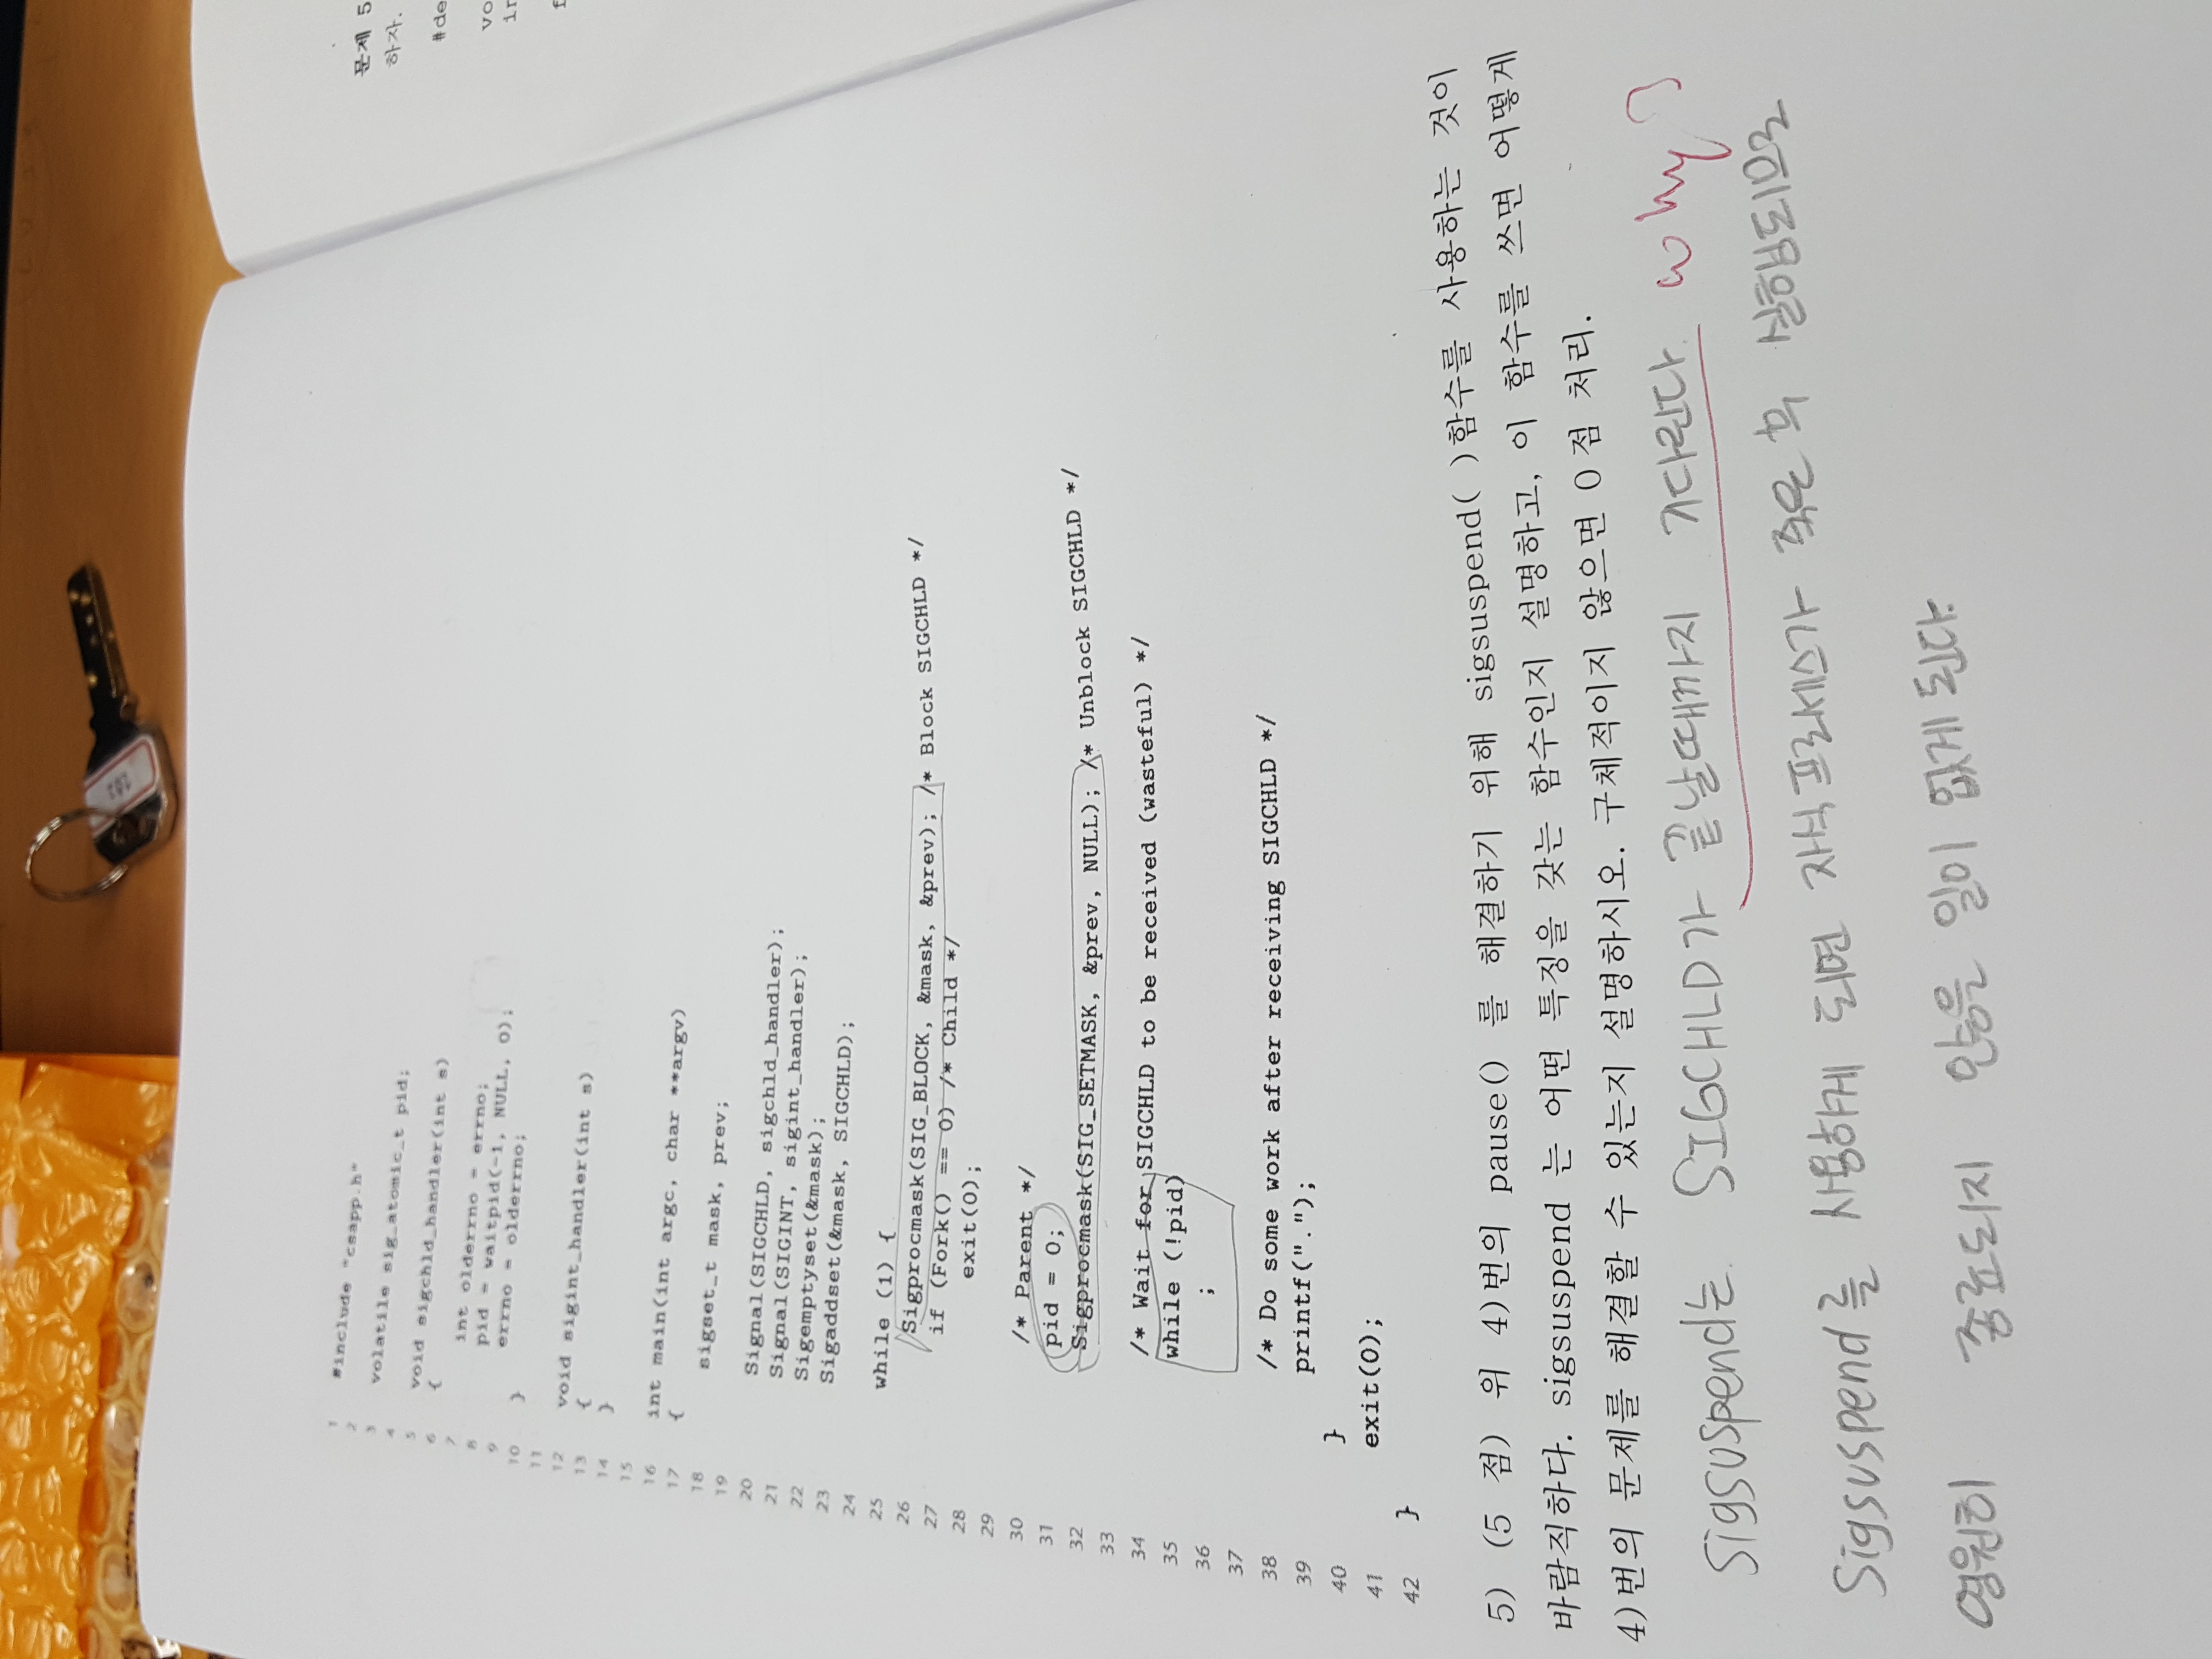 1 #include "csapp.h"
2
3 volatile sig_atomic_t pid;
4
5 void sigchld_handler(int s)
6 {
7 int olderrno = errno;
8 pid = waitpid(-1, NULL, 0);
9 errno = olderrno;
10 }
11
12 void sigint_handler(int s)
13 {
14 }
15
16 int main(int argc, char **argv)
17 {
18 sigset_t mask, prev;
19
20 Signal(SIGCHLD, sigchld_handler);
21 Signal(SIGINT, sigint_handler);
22 Sigemptyset(&mask);
23 Sigaddset(&mask, SIGCHLD);
24
25 while (1) {
26 Sigprocmask(SIG_BLOCK, &mask, &prev); /* Block SIGCHLD */
27 if (Fork() == 0) /* Child */
28 exit(0);
29
30 /* Parent */
31 pid = 0;
32 Sigprocmask(SIG_SETMASK, &prev, NULL); /* Unblock SIGCHLD */
33
34 /* Wait for SIGCHLD to be received (wasteful) */
35 while (!pid)
36 ;
37
38 /* Do some work after receiving SIGCHLD */
39 printf(".");
40 }
41 exit(0);
42 }
5) (5 점) 위 4)번의 pause() 를 해결하기 위해 sigsuspend( )함수를 사용하는 것이
바람직하다. sigsuspend 는 어떤 특징을 갖는 함수인지 설명하고, 이 함수를 쓰면 어떻게
4)번의 문제를 해결할 수 있는지 설명하시오. 구체적이지 않으면 0점 처리.
Sigsuspend는 SIGCHLD가 끝날때까지 기다린다. why?
Sigsuspend를 사용하게 되면 자식프로세스가 죽은 후 실행되므로
영원히 종료되지 않을 일이 없게 된다.
문제 5
하자.
#de
vo
in
f